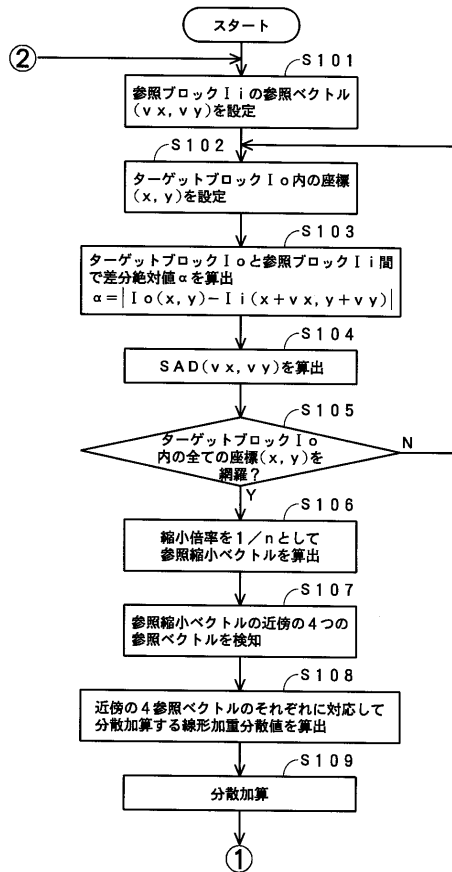 スタート
②
S101
参照ブロックIiの参照ベクトル
(vx,vy)を設定
S102
ターゲットブロックIo内の座標
(x,y)を設定
S103
ターゲットブロックIoと参照ブロックIi間
で差分絶対値αを算出
α=|Io(x,y)-Ii(x+vx,y+vy)|
S104
SAD(vx,vy)を算出
S105
ターゲットブロックIo
内の全ての座標(x,y)を
網羅?
N
Y
S106
縮小倍率を1/nとして
参照縮小ベクトルを算出
S107
参照縮小ベクトルの近傍の4つの
参照ベクトルを検知
S108
近傍の4参照ベクトルのそれぞれに対応して
分散加算する線形加重分散値を算出
S109
分散加算
①